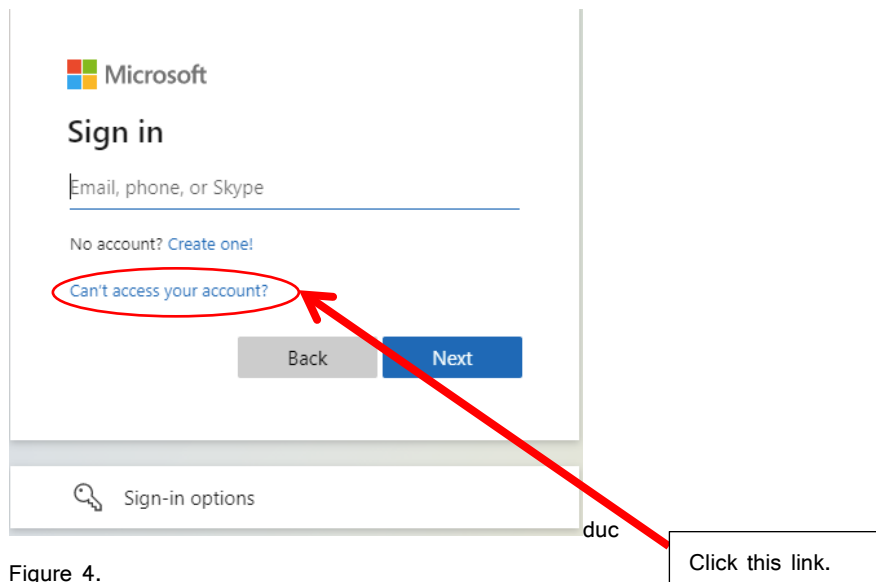 Microsoft
Sign in
Email, phone, or Skype
No account? Create one!
Can't access your account?
Back Next
Sign-in options
duc
Click this link.
Figure 4.